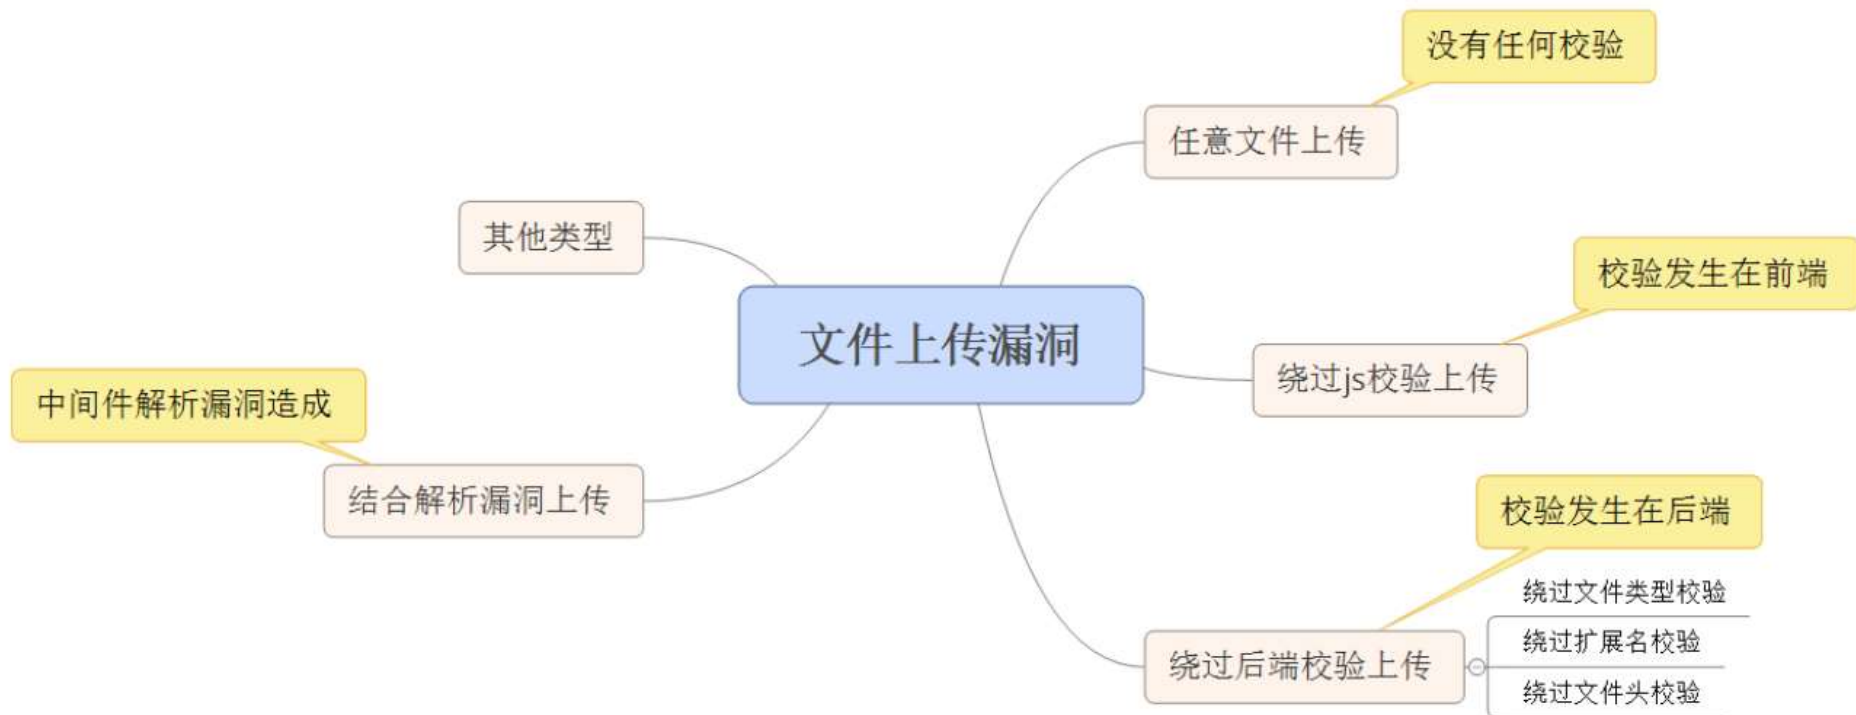 没有任何校验
任意文件上传
其他类型
校验发生在前端
文件上传漏洞
绕过js校验上传
中间件解析漏洞造成
结合解析漏洞上传
校验发生在后端
绕过后端校验上传
绕过文件类型校验
绕过扩展名校验
绕过文件头校验